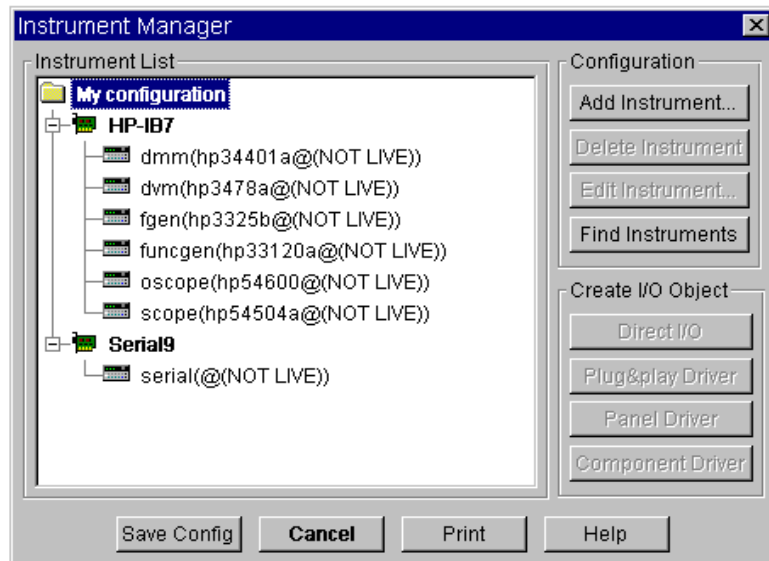 Instrument Manager
Instrument List
My configuration
HP-IB7
dmm(hp34401a@(NOT LIVE))
dvm(hp3478a@(NOT LIVE))
fgen(hp3325b@(NOT LIVE))
funcgen(hp33120a@(NOT LIVE))
oscope(hp54600@(NOT LIVE))
scope(hp54504a@(NOT LIVE))
Serial9
serial(@(NOT LIVE))
Configuration
Add Instrument...
Delete Instrument
Edit Instrument...
Find Instruments
Create I/O Object
Direct I/O
Plug&play Driver
Panel Driver
Component Driver
Save Config
Cancel
Print
Help